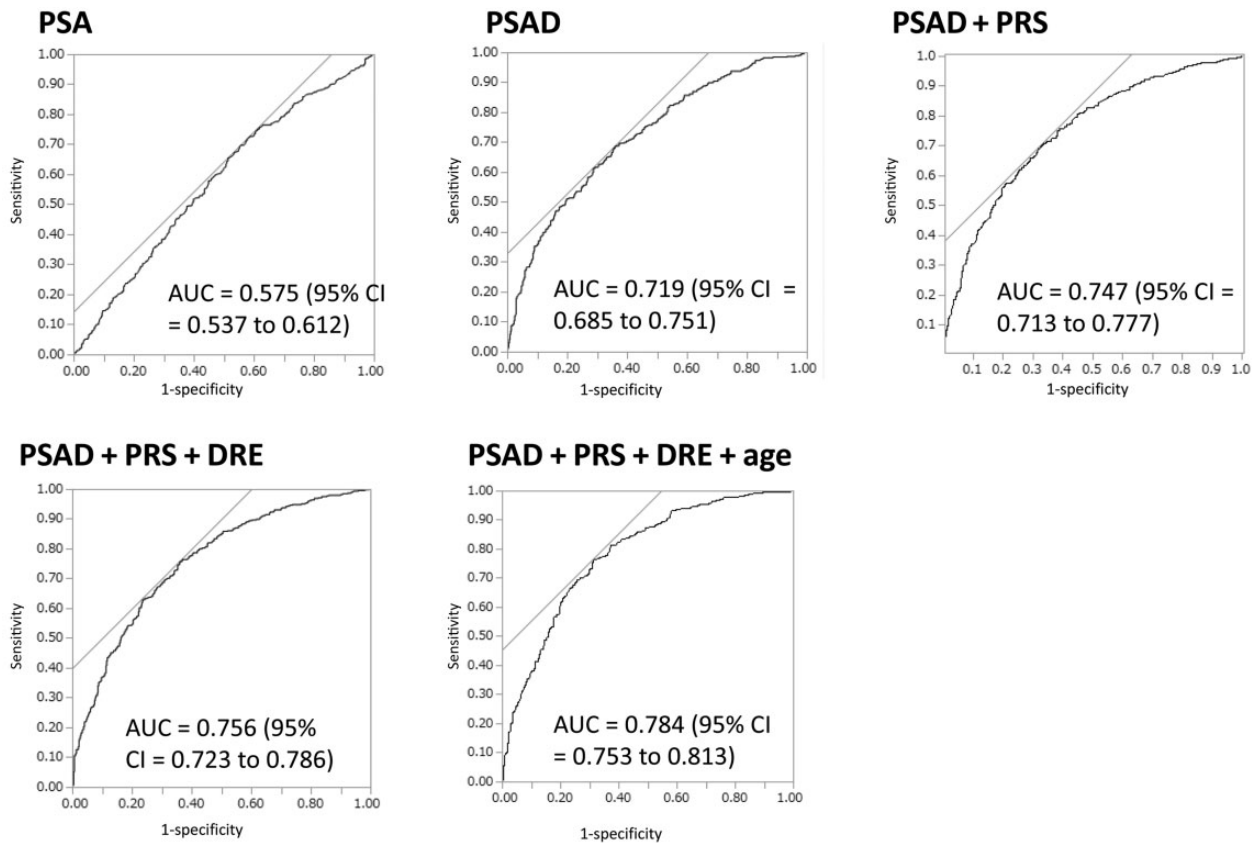 PSA
1.00
0.90
0.80
0.70
0.60
0.50
0.40
0.30
0.20
0.10
0.00
Sensitivity
AUC = 0.575 (95% CI
= 0.537 to 0.612)
0.00 0.20 0.40 0.60 0.80 1.00
1-specificity
PSAD
1.00
0.90
0.80
0.70
0.60
0.50
0.40
0.30
0.20
0.10
0.00
Sensitivity
AUC = 0.719 (95% CI =
0.685 to 0.751)
0.00 0.20 0.40 0.60 0.80 1.00
1-specificity
PSAD + PRS
1.0
0.9
0.8
0.7
0.6
0.5
0.4
0.3
0.2
0.1
Sensitivity
AUC = 0.747 (95% CI =
0.713 to 0.777)
0.1 0.2 0.3 0.4 0.5 0.6 0.7 0.8 0.9 1.0
1-specificity
PSAD + PRS + DRE
1.00
0.90
0.80
0.70
0.60
0.50
0.40
0.30
0.20
0.10
0.00
Sensitivity
AUC = 0.756 (95%
CI = 0.723 to 0.786)
0.00 0.20 0.40 0.60 0.80 1.00
1-specificity
PSAD + PRS + DRE + age
1.00
0.90
0.80
0.70
0.60
0.50
0.40
0.30
0.20
0.10
0.00
Sensitivity
AUC = 0.784 (95% CI
= 0.753 to 0.813)
0.00 0.20 0.40 0.60 0.80 1.00
1-specificity